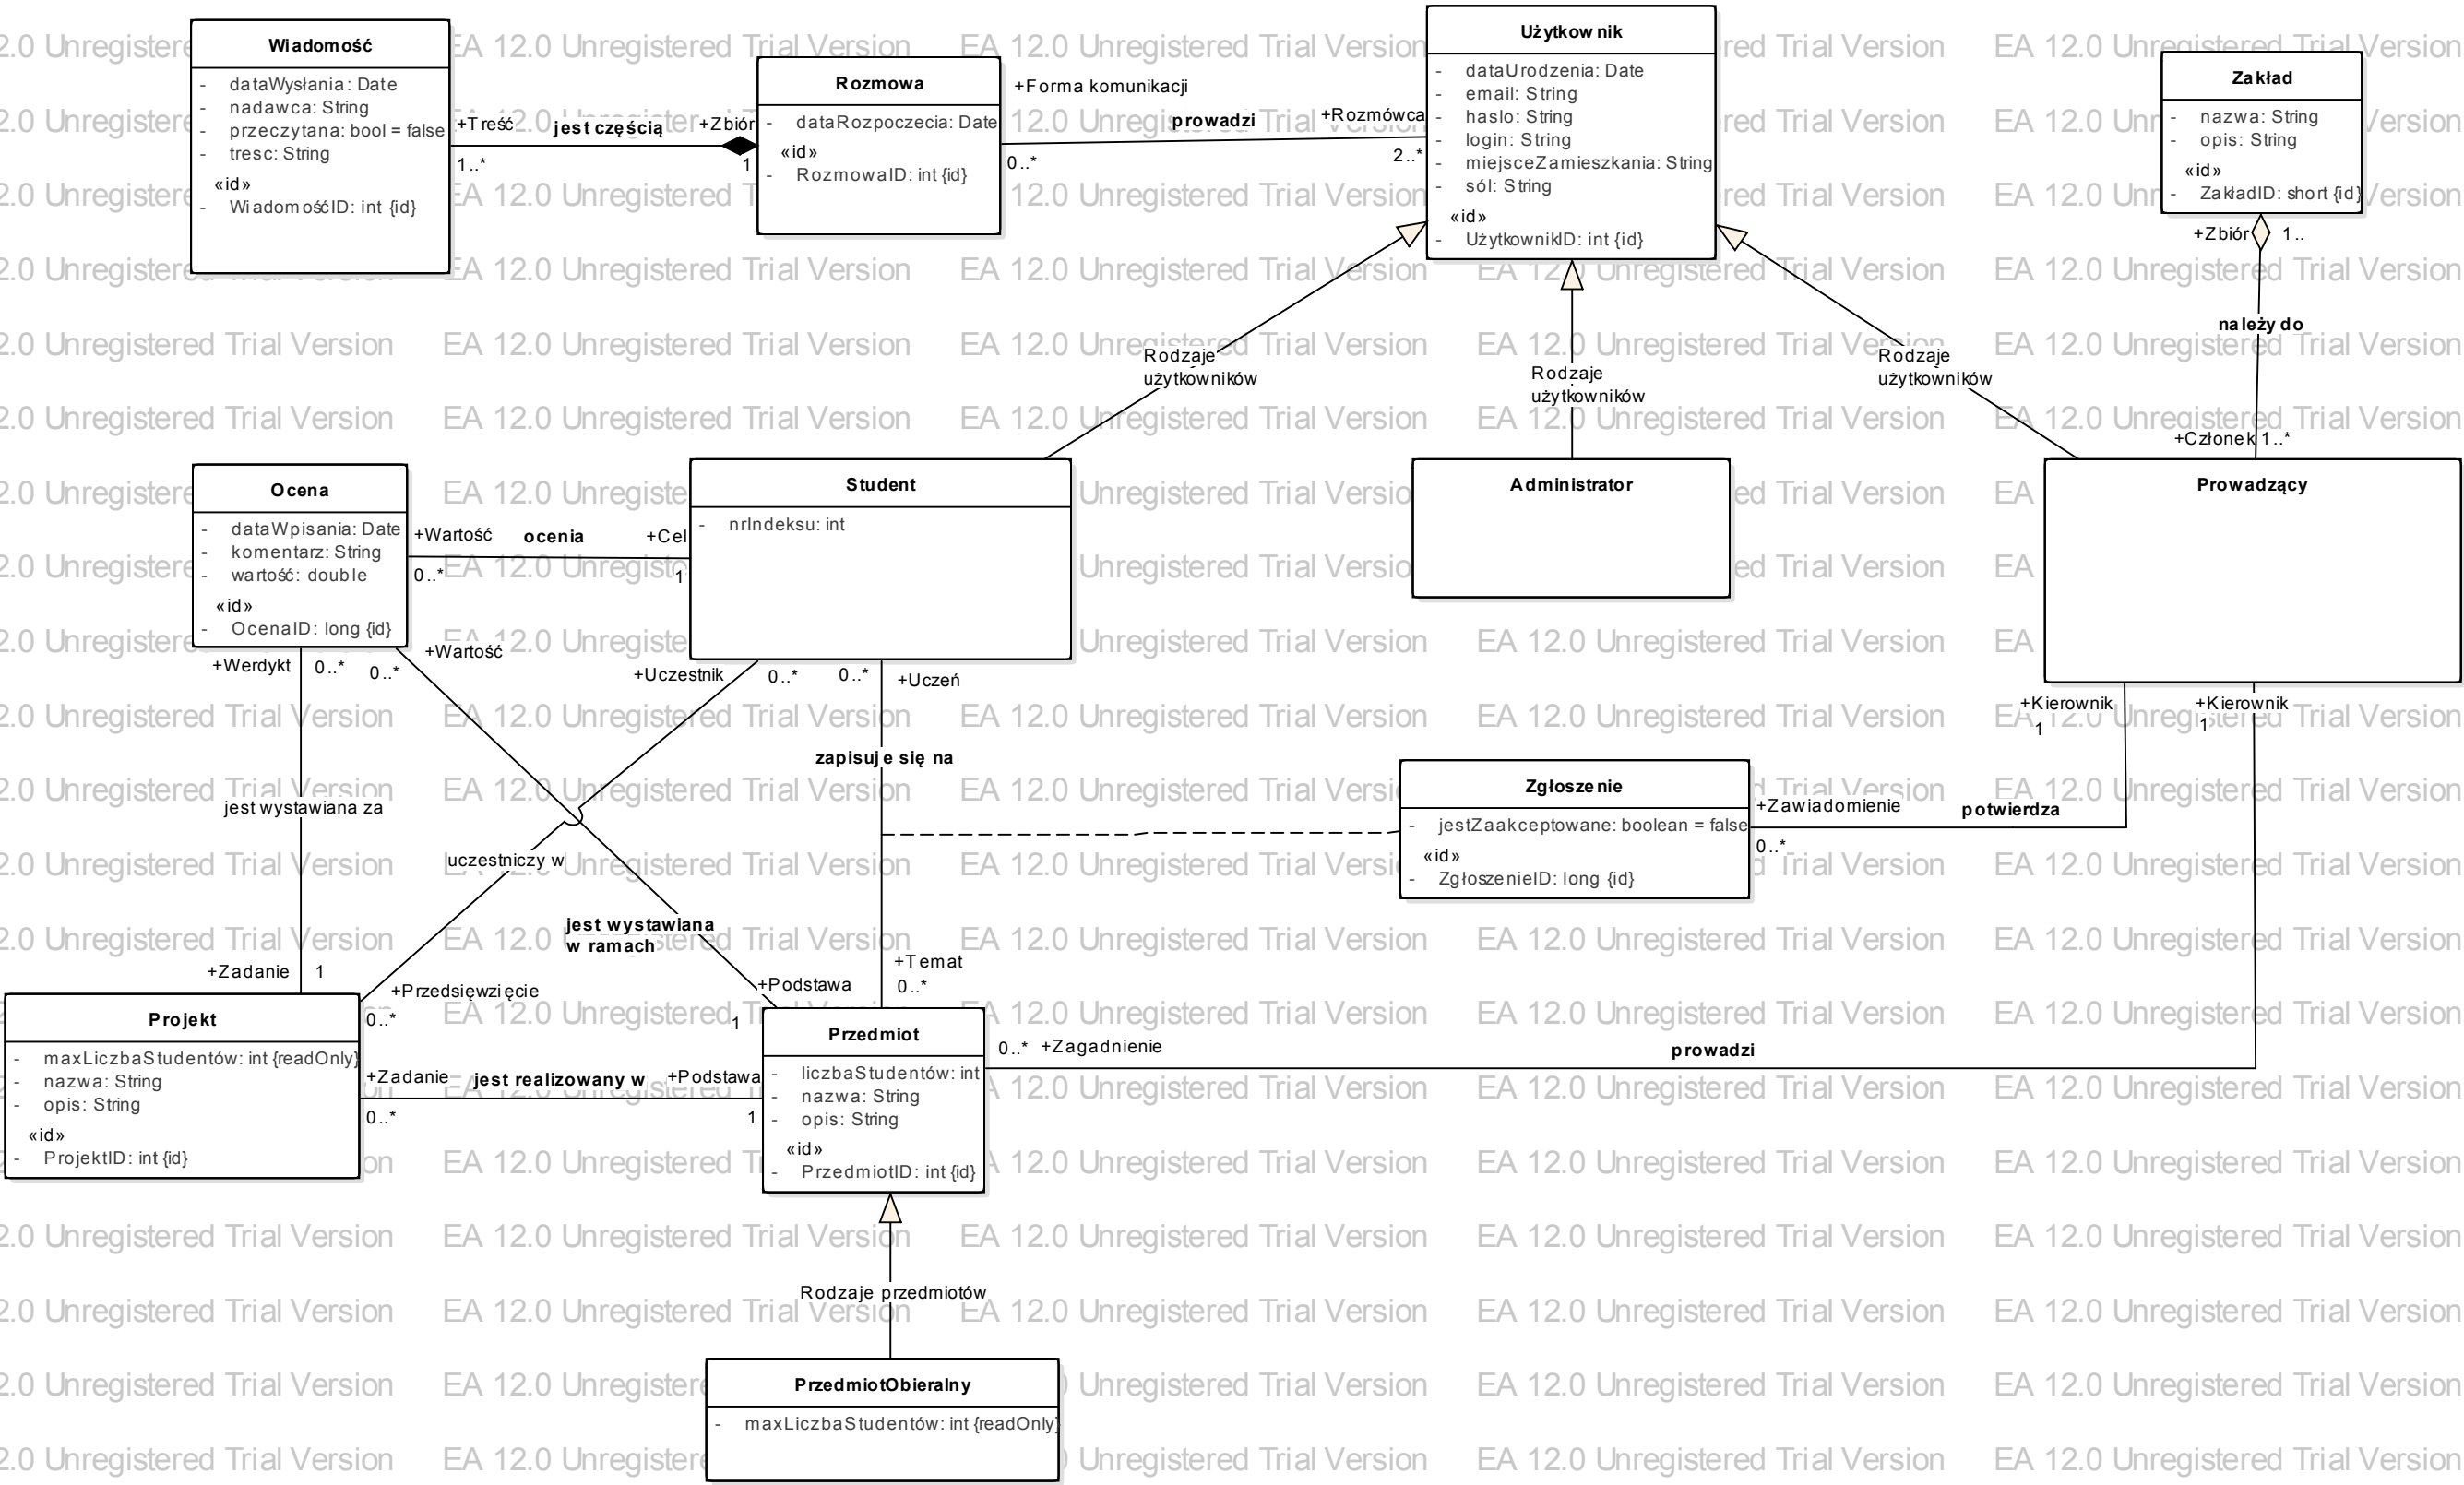 Wiadomość
- dataWysłania: Date
- nadawca: String
- przeczytana: bool = false
- tresc: String
«id»
- WiadomośćID: int {id}
+Treść
jest częścią
+Zbiór
1..*
1
Rozmowa
- dataRozpoczecia: Date
«id»
- RozmowaID: int {id}
+Forma komunikacji
prowadzi
+Rozmówca
0..*
2..*
Użytkownik
- dataUrodzenia: Date
- email: String
- haslo: String
- login: String
- miejsceZamieszkania: String
- sól: String
«id»
- UżytkownikID: int {id}
Zakład
- nazwa: String
- opis: String
«id»
- ZakładID: short {id}
+Zbiór
1..
należy do
+Członek
1..*
Rodzaje
użytkowników
Rodzaje
użytkowników
Rodzaje
użytkowników
Ocena
- dataWpisania: Date
- komentarz: String
- wartość: double
«id»
- OcenaID: long {id}
+Wartość
ocenia
+Cel
0..*
1
Student
- nrIndeksu: int
Administrator
Prowadzący
+Werdykt
0..*
0..*
+Wartość
+Uczestnik
0..*
0..*
+Uczeń
+Kierownik
1
+Kierownik
1
zapisuje się na
jest wystawiana za
uczestniczy w
jest wystawiana
w ramach
Zgłoszenie
- jestZaakceptowane: boolean = false
«id»
- ZgłoszenieID: long {id}
+Zawiadomienie
potwierdza
0..*
+Zadanie
1
+Przedsięwzięcie
0..*
+Podstawa
1
+Temat
0..*
Projekt
- maxLiczbaStudentów: int {readOnly}
- nazwa: String
- opis: String
«id»
- ProjektID: int {id}
+Zadanie
jest realizowany w
+Podstawa
0..*
1
Przedmiot
- liczbaStudentów: int
- nazwa: String
- opis: String
«id»
- PrzedmiotID: int {id}
0..*
+Zagadnienie
prowadzi
Rodzaje przedmiotów
PrzedmiotObieralny
- maxLiczbaStudentów: int {readOnly}
EA 12.0 Unregistered Trial Version